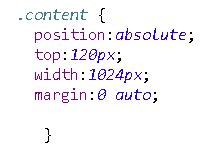 .content {
position:absolute;
top:120px;
width:1024px;
margin:0 auto;
}